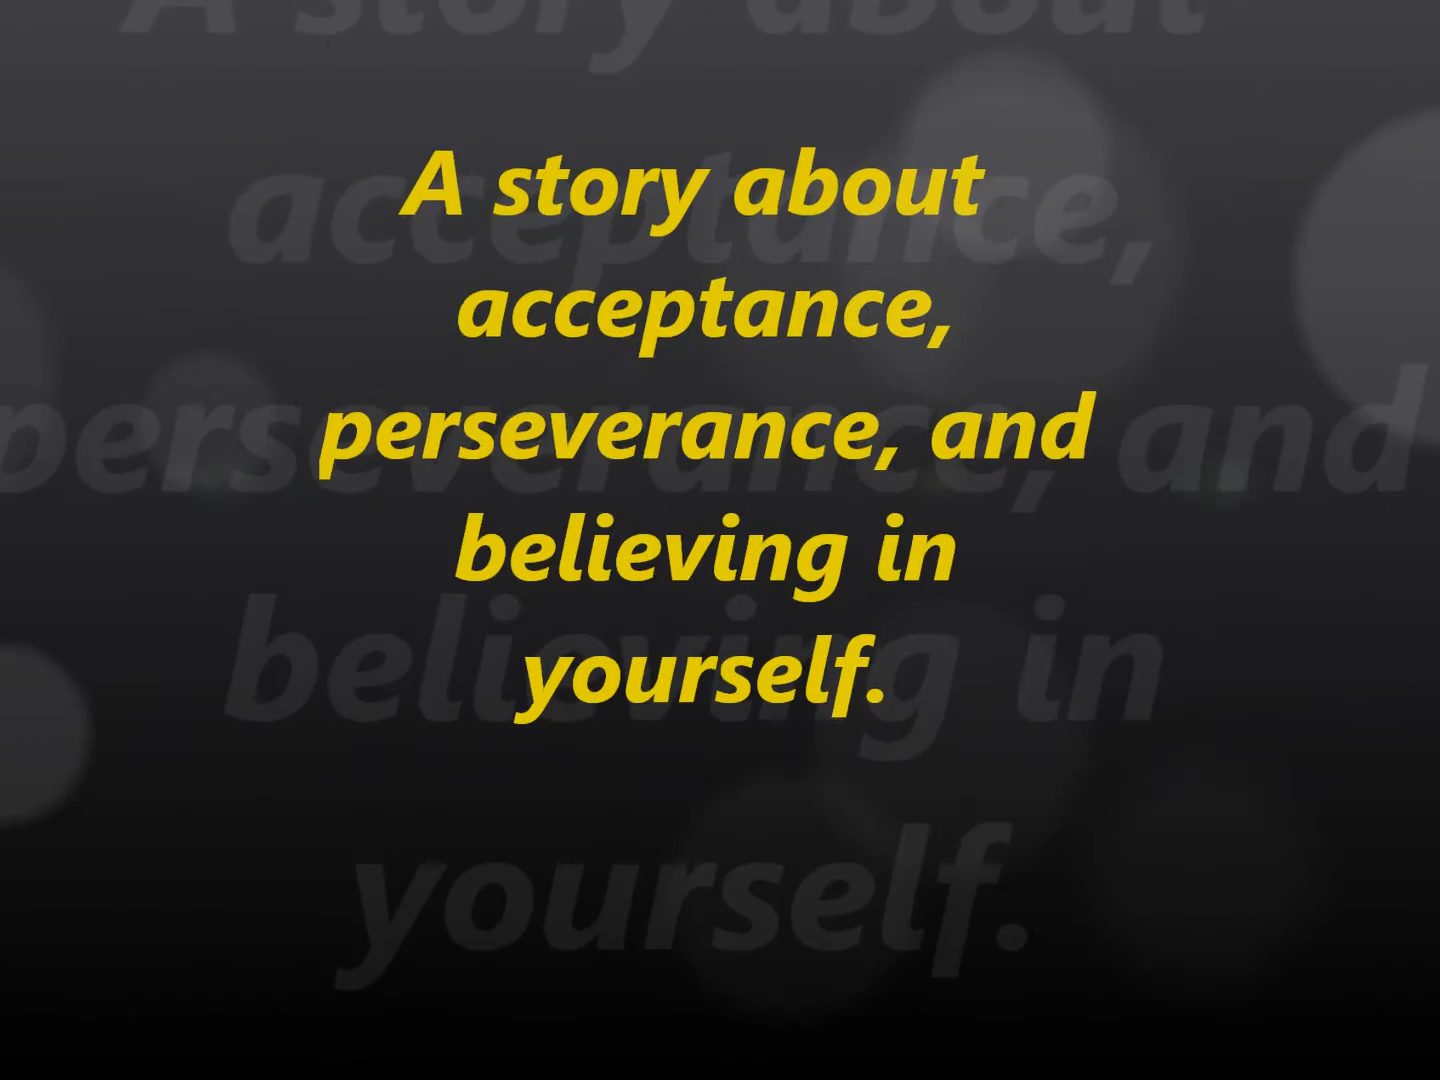 A story about
acceptance,
perseverance, and
believing in
yourself.